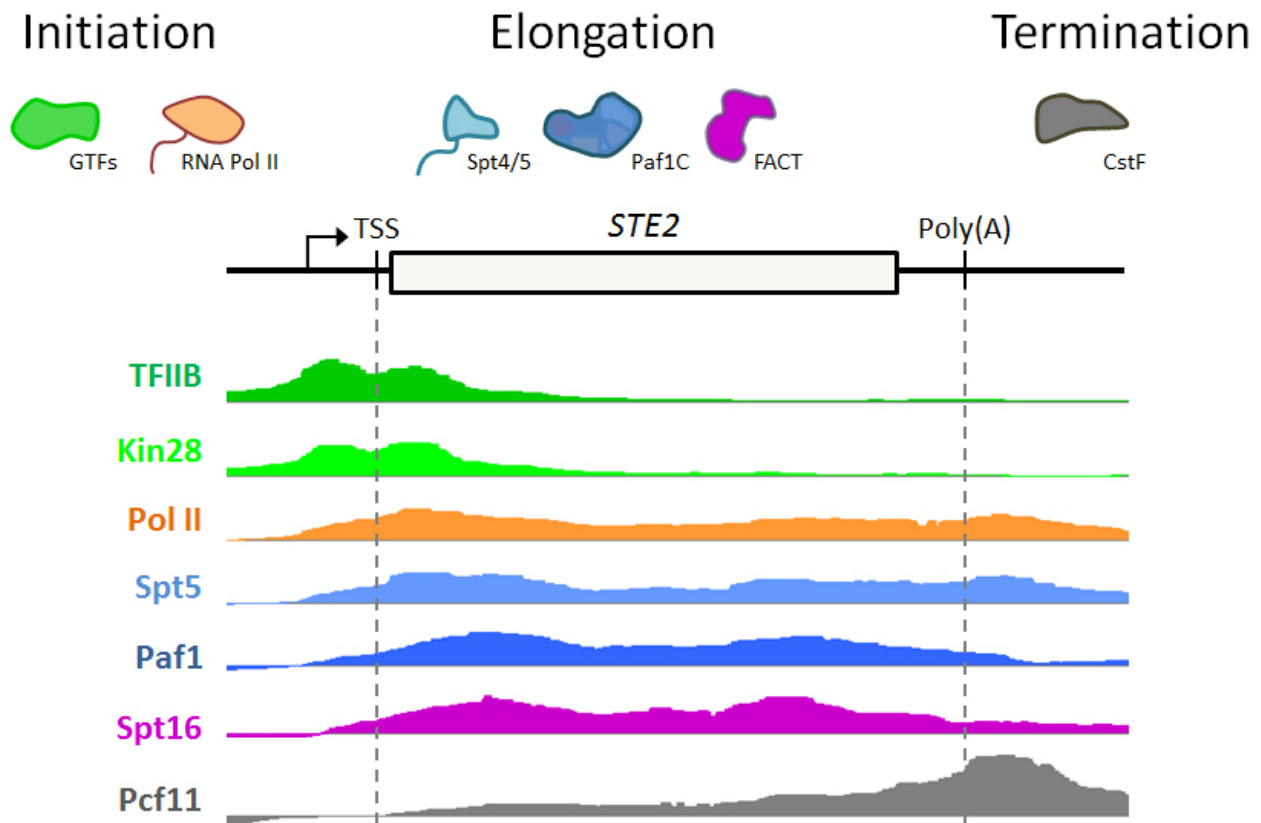 Initiation Elongation Termination
GTFs RNA Pol II Spt4/5 Paf1C FACT CstF
TSS STE2 Poly(A)
TFIIB
Kin28
Pol II
Spt5
Paf1
Spt16
Pcf11